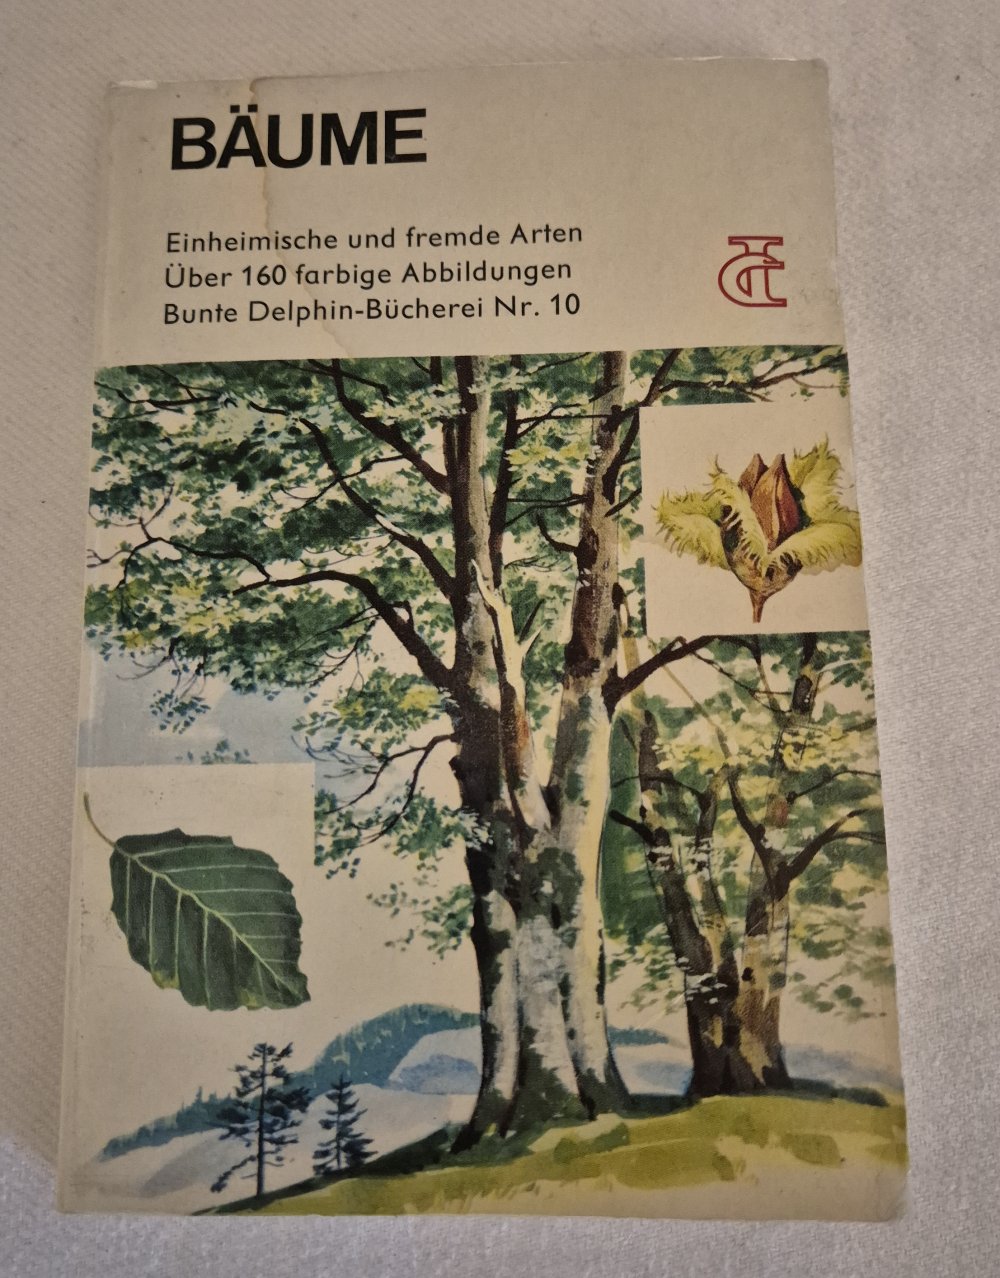 BÄUME
Einheimische und fremde Arten
Über 160 farbige Abbildungen
Bunte Delphin-Bücherei Nr. 10